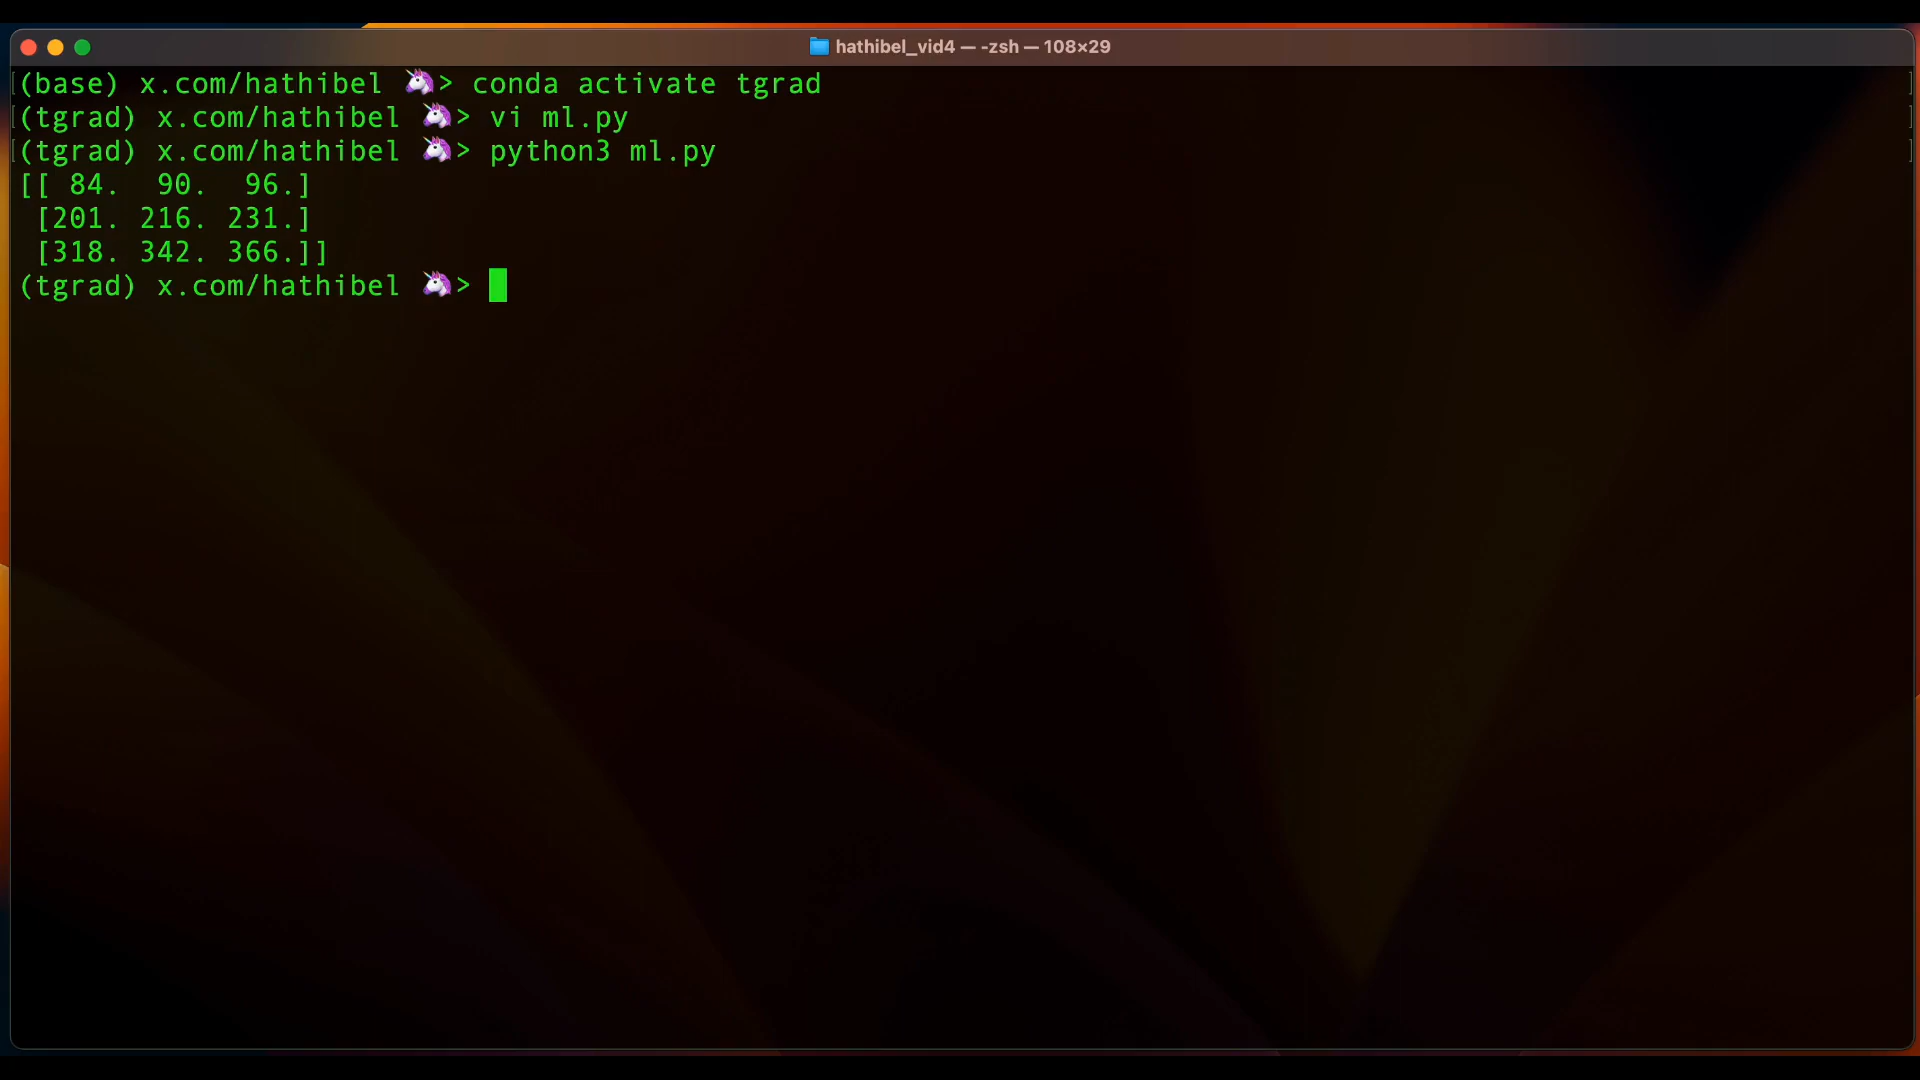 hathibel_vid4 — -zsh — 108×29
(base) x.com/hathibel 🦄> conda activate tgrad
(tgrad) x.com/hathibel 🦄> vi ml.py
(tgrad) x.com/hathibel 🦄> python3 ml.py
[[ 84.  90.  96.]
 [201. 216. 231.]
 [318. 342. 366.]]
(tgrad) x.com/hathibel 🦄>